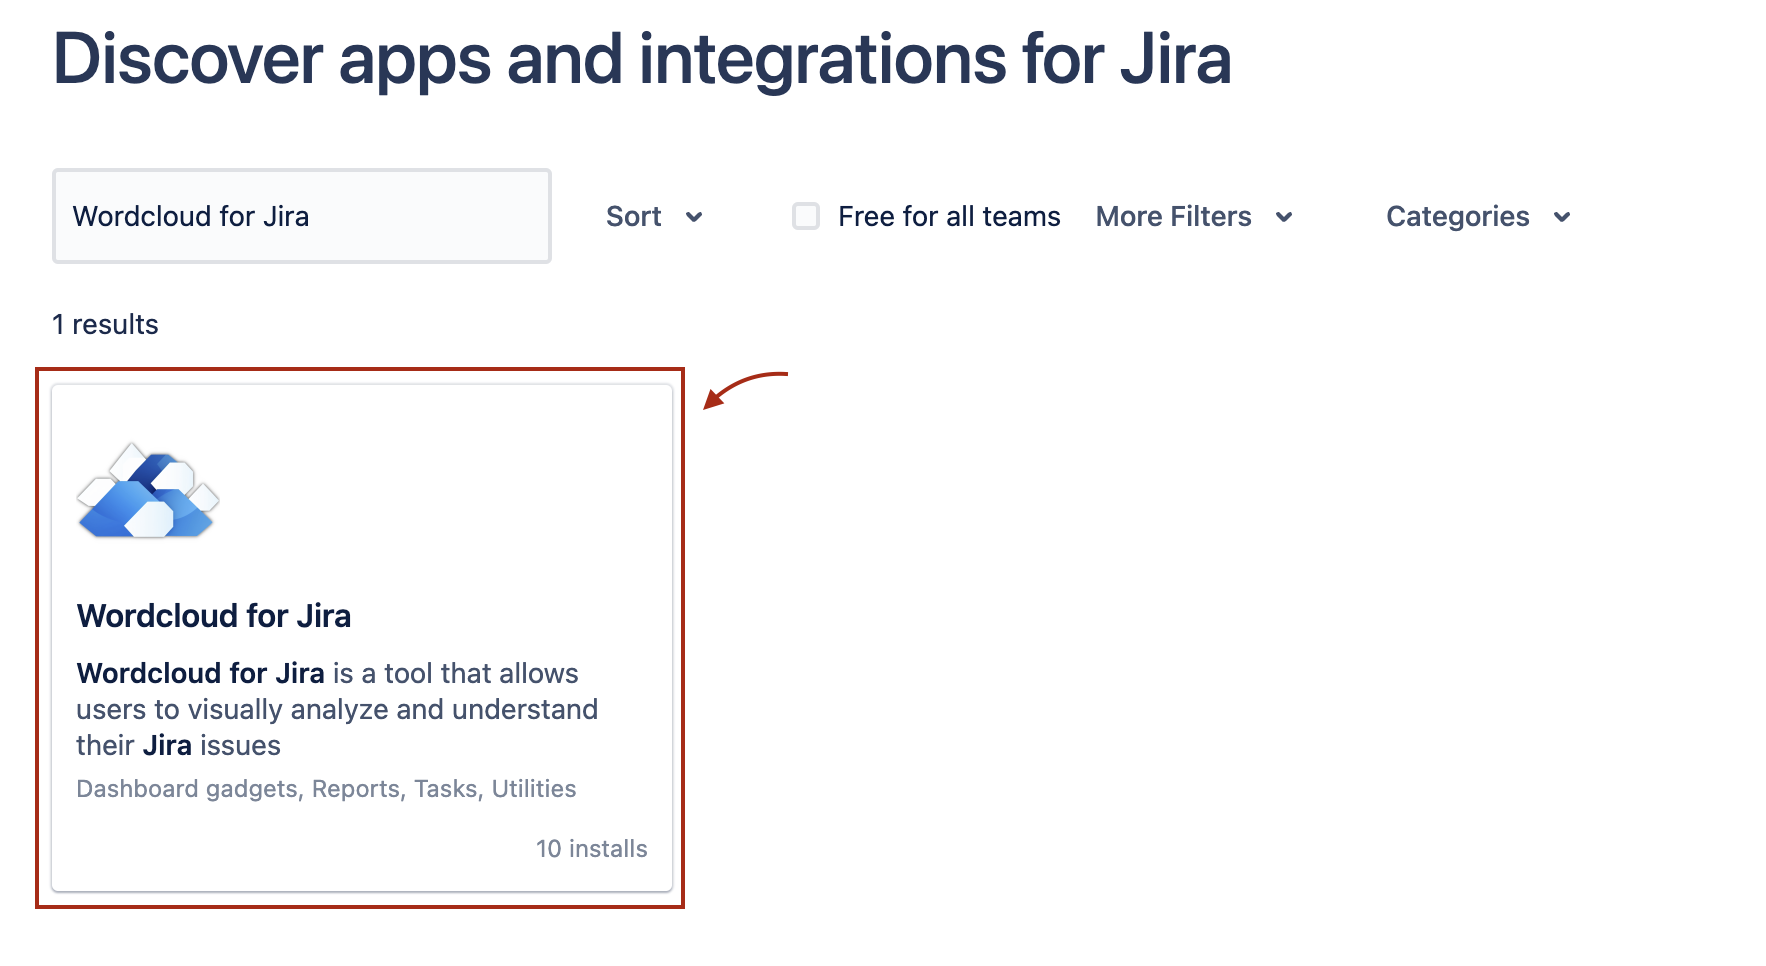 Discover apps and integrations for Jira
Wordcloud for Jira
Sort
Free for all teams
More Filters
Categories
1 results
Wordcloud for Jira
Wordcloud for Jira is a tool that allows
users to visually analyze and understand
their Jira issues
Dashboard gadgets, Reports, Tasks, Utilities
10 installs